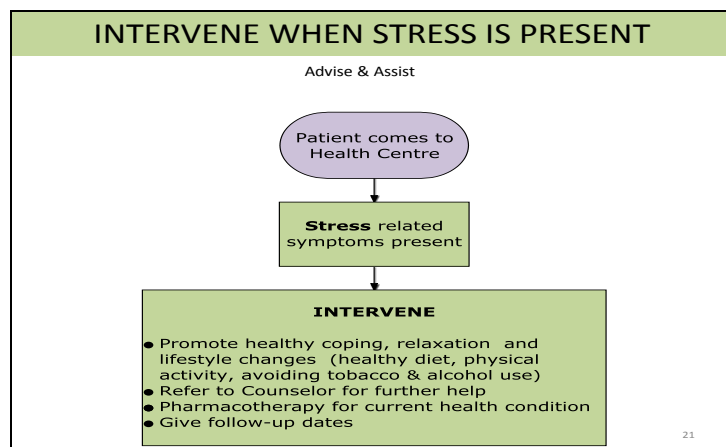 INTERVENE WHEN STRESS IS PRESENT
Advise & Assist
Patient comes to
Health Centre
Stress related
symptoms present
INTERVENE
● Promote healthy coping, relaxation and
lifestyle changes (healthy diet, physical
activity, avoiding tobacco & alcohol use)
● Refer to Counselor for further help
● Pharmacotherapy for current health condition
● Give follow-up dates
21